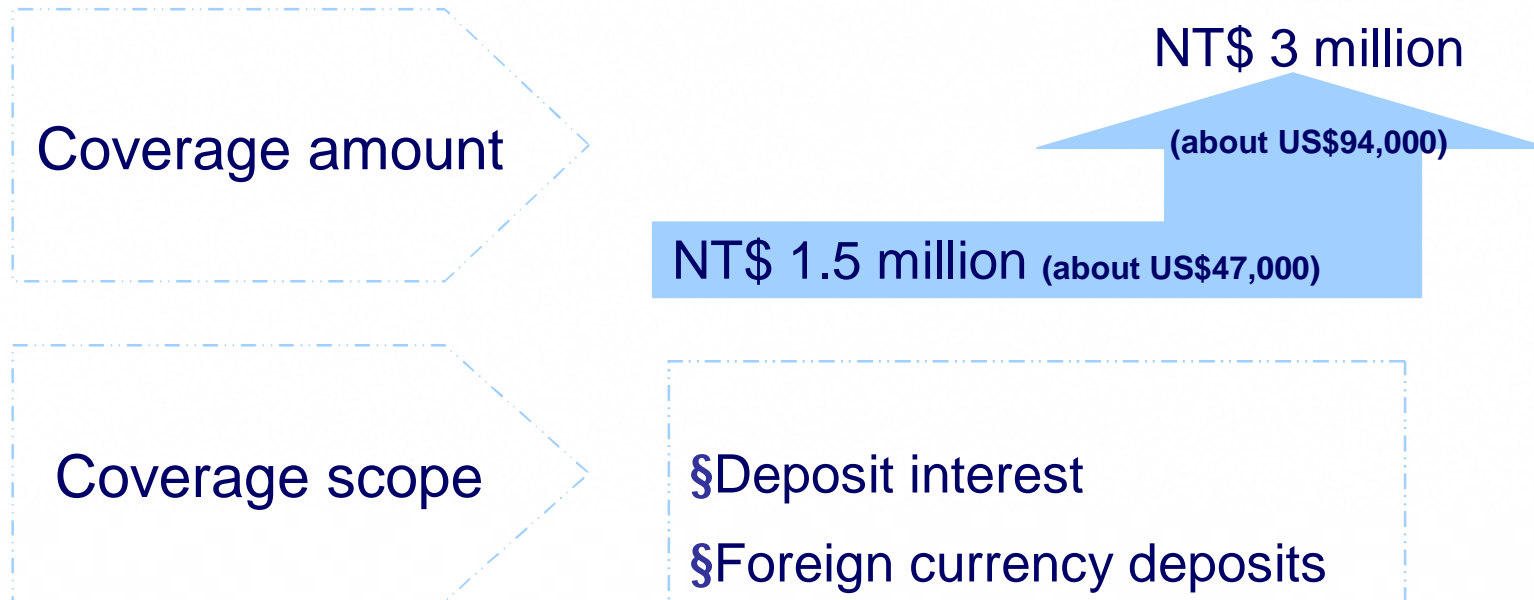 Coverage amount
NT$ 3 million
(about US$94,000)
NT$ 1.5 million (about US$47,000)
Coverage scope
§Deposit interest
§Foreign currency deposits